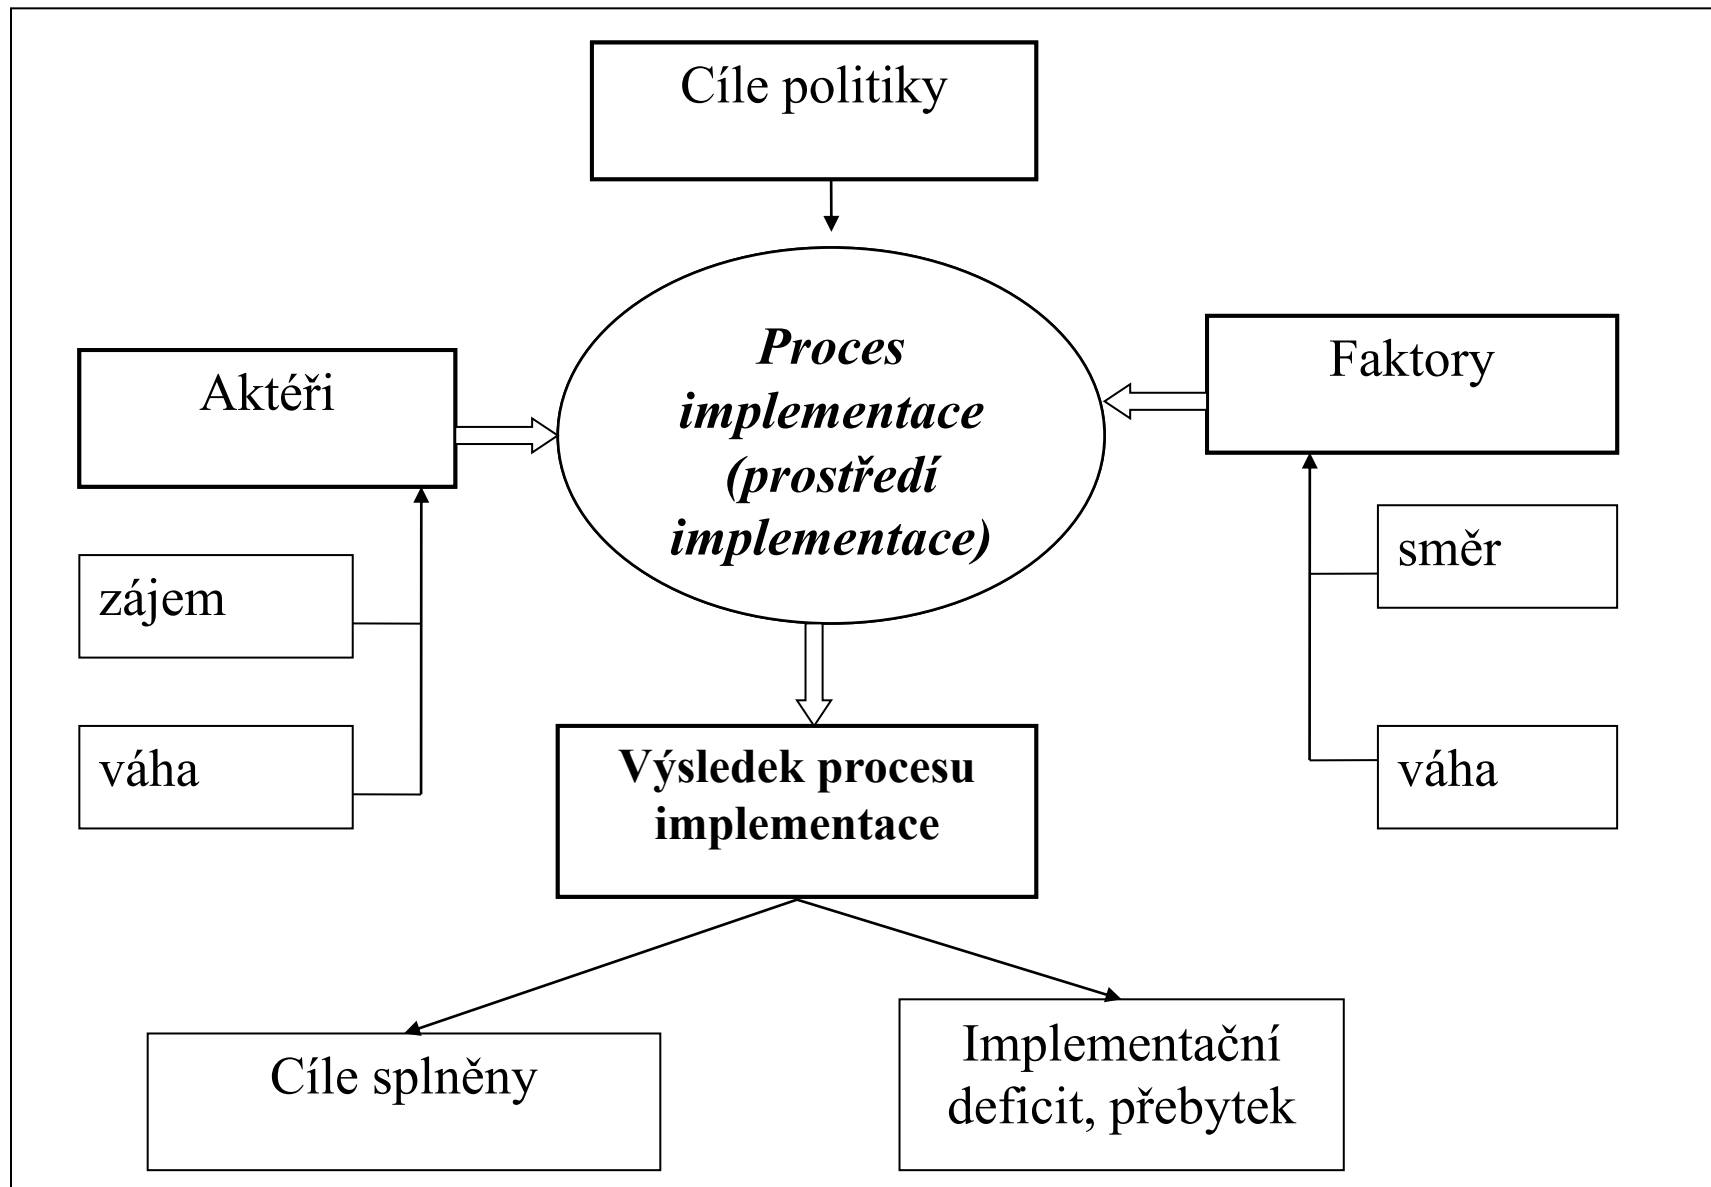 Cíle politiky
Proces
implementace
(prostředí
implementace)
Aktéři
zájem
váha
Faktory
směr
váha
Výsledek procesu
implementace
Cíle splněny
Implementační
deficit, přebytek